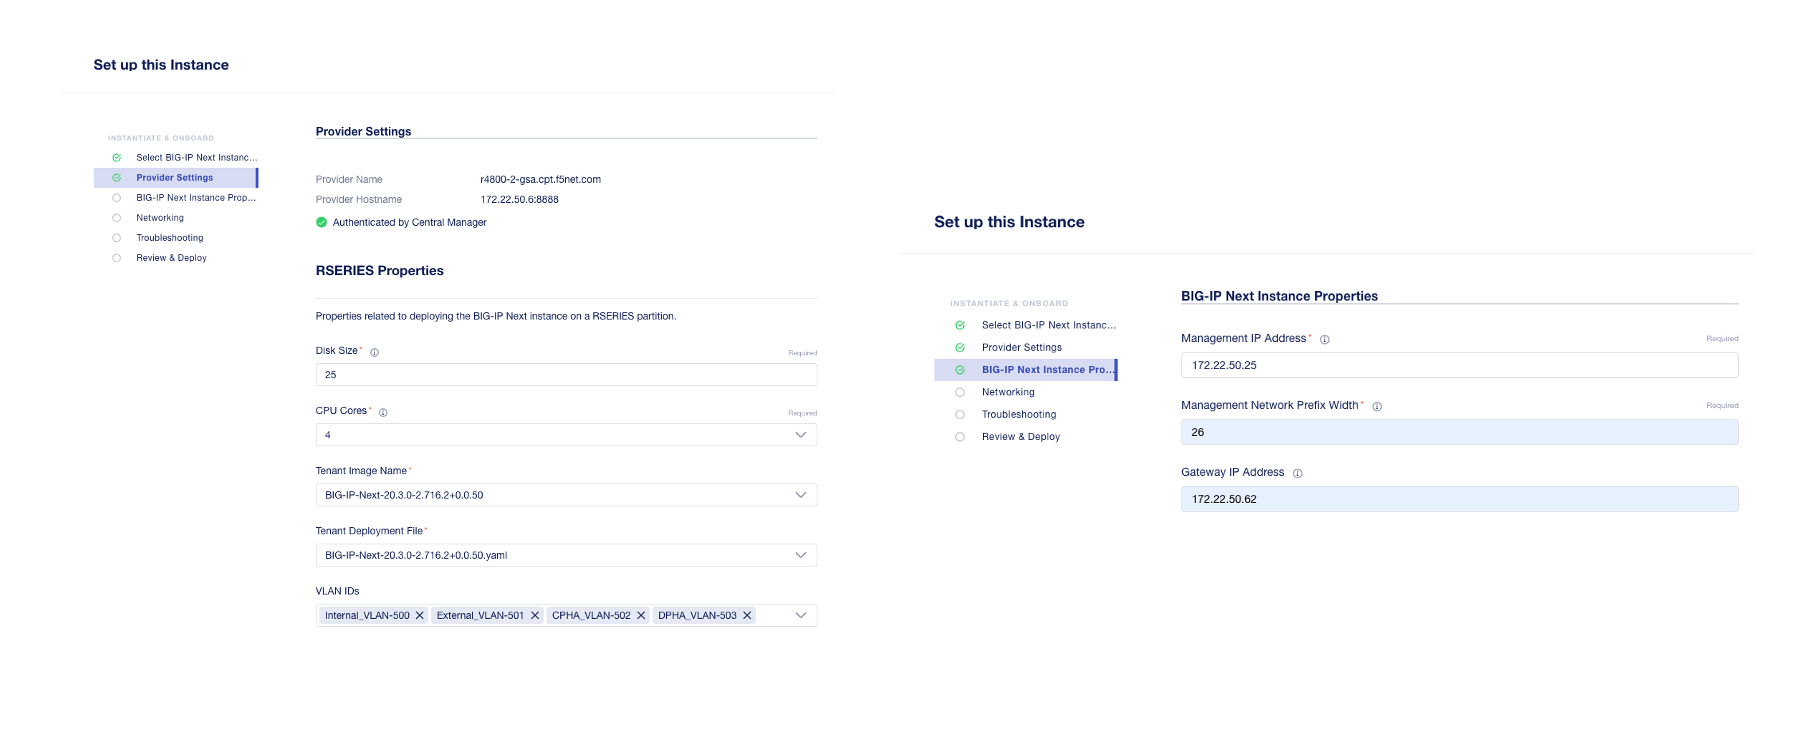 Set up this Instance
INSTANTIATE & ONBOARD
Select BIG-IP Next Instanc...
Provider Settings
BIG-IP Next Instance Prop...
Networking
Troubleshooting
Review & Deploy
Provider Settings
Provider Name r4800-2-gsa.cpt.f5net.com
Provider Hostname 172.22.50.6:8888
Authenticated by Central Manager
RSERIES Properties
Properties related to deploying the BIG-IP Next instance on a RSERIES partition.
Disk Size* Required
25
CPU Cores* Required
4
Tenant Image Name*
BIG-IP-Next-20.3.0-2.716.2+0.0.50
Tenant Deployment File*
BIG-IP-Next-20.3.0-2.716.2+0.0.50.yaml
VLAN IDs
Internal_VLAN-500 External_VLAN-501 CPHA_VLAN-502 DPHA_VLAN-503
Set up this Instance
INSTANTIATE & ONBOARD
Select BIG-IP Next Instanc...
Provider Settings
BIG-IP Next Instance Pro...
Networking
Troubleshooting
Review & Deploy
BIG-IP Next Instance Properties
Management IP Address* Required
172.22.50.25
Management Network Prefix Width* Required
26
Gateway IP Address
172.22.50.62